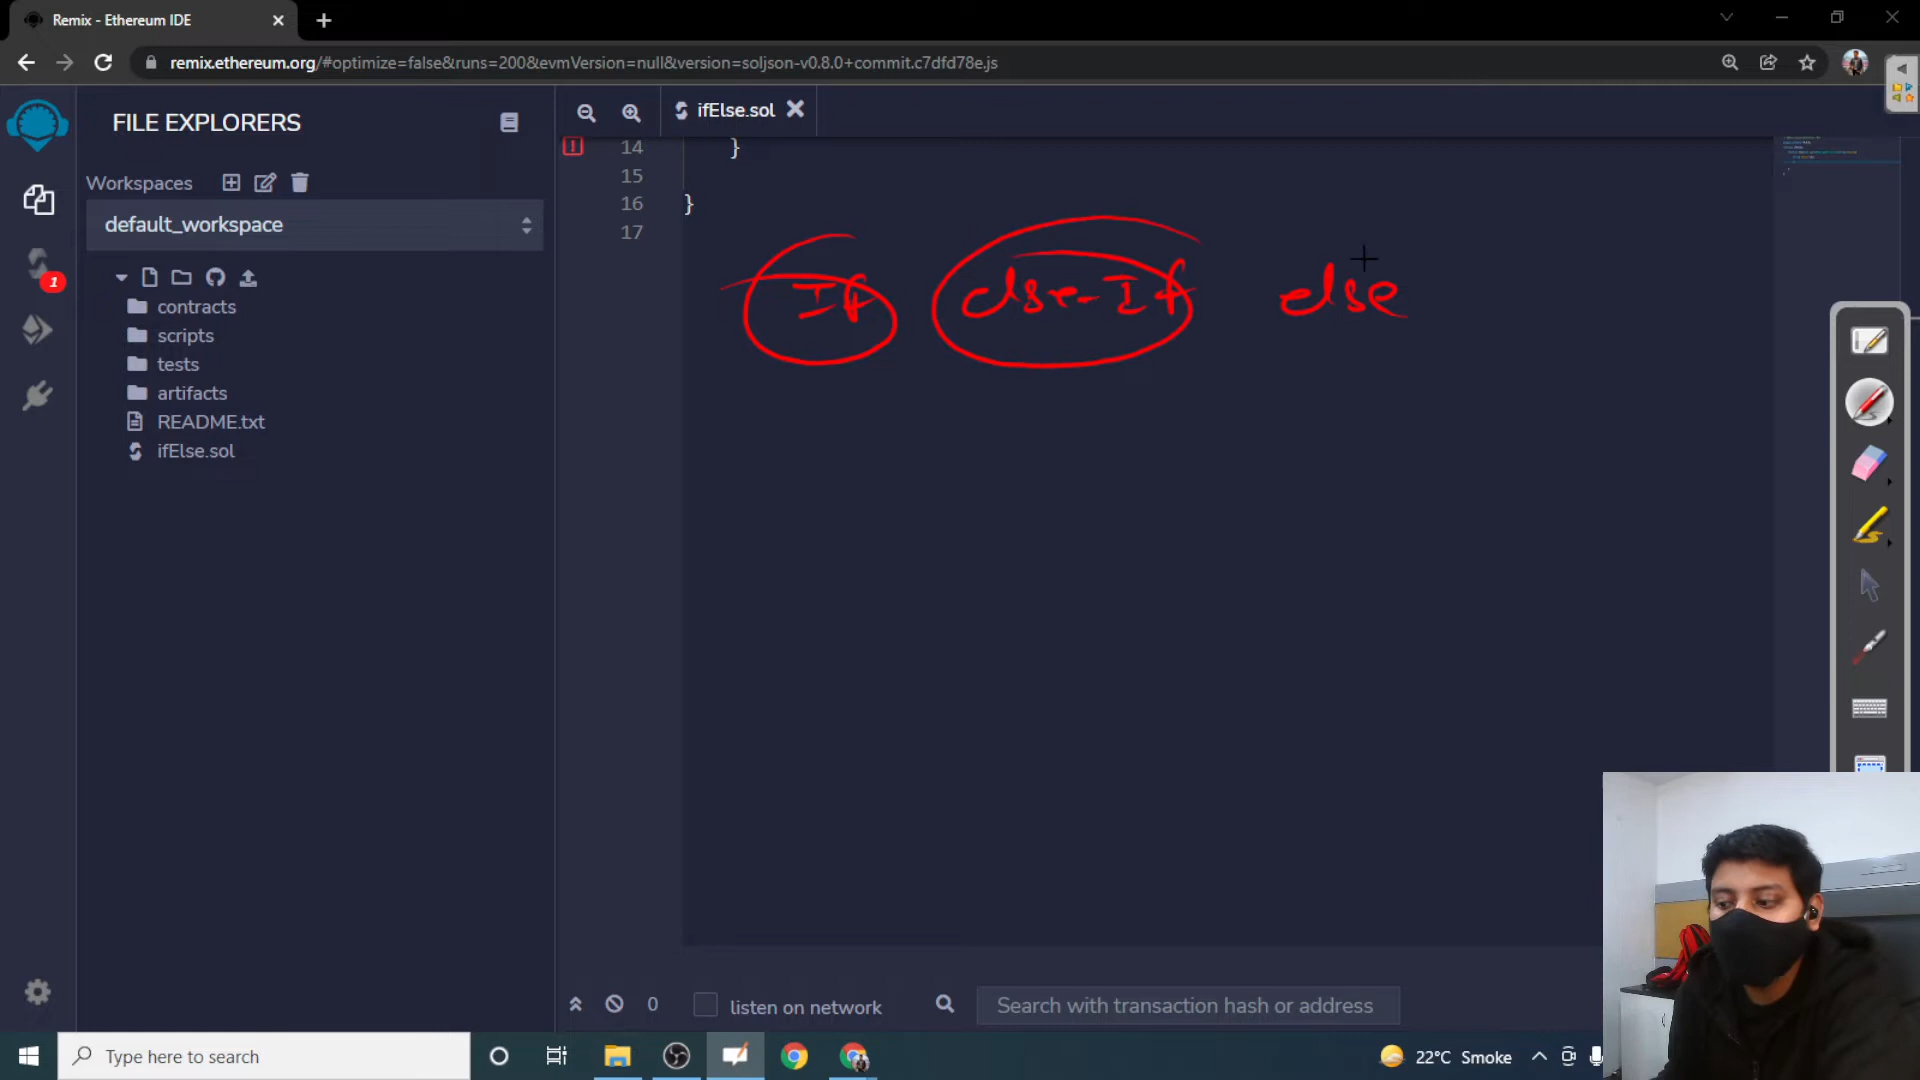 Remix - Ethereum IDE
remix.ethereum.org/#optimize=false&runs=200&evmVersion=null&version=soljson-v0.8.0+commit.c7dfd78e.js
FILE EXPLORERS
ifElse.sol
Workspaces
default_workspace
contracts
scripts
tests
artifacts
README.txt
ifElse.sol
1
14 }
15
16 }
17
If else-If else
0 listen on network Search with transaction hash or address
Type here to search
22°C Smoke